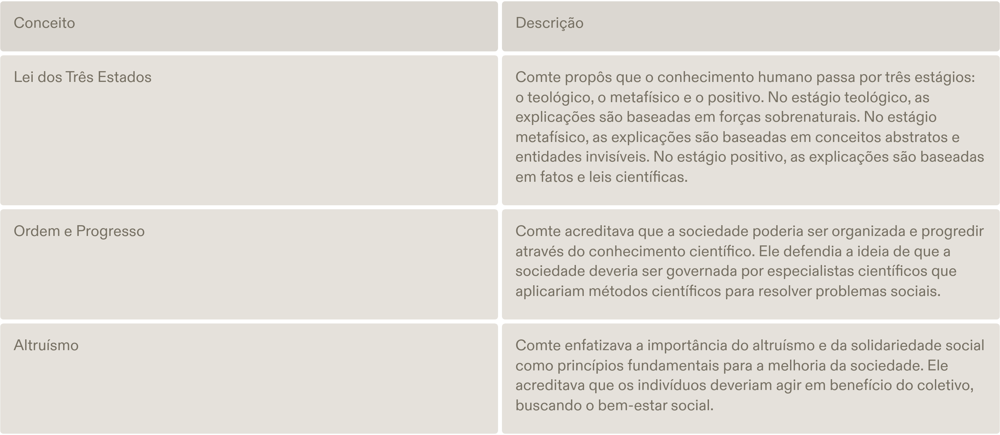 Conceito
Descrição
Lei dos Três Estados
Comte propôs que o conhecimento humano passa por três estágios:
o teológico, o metafísico e o positivo. No estágio teológico, as
explicações são baseadas em forças sobrenaturais. No estágio
metafísico, as explicações são baseadas em conceitos abstratos e
entidades invisíveis. No estágio positivo, as explicações são baseadas
em fatos e leis científicas.
Ordem e Progresso
Comte acreditava que a sociedade poderia ser organizada e progredir
através do conhecimento científico. Ele defendia a ideia de que a
sociedade deveria ser governada por especialistas científicos que
aplicariam métodos científicos para resolver problemas sociais.
Altruísmo
Comte enfatizava a importância do altruísmo e da solidariedade social
como princípios fundamentais para a melhoria da sociedade. Ele
acreditava que os indivíduos deveriam agir em benefício do coletivo,
buscando o bem-estar social.